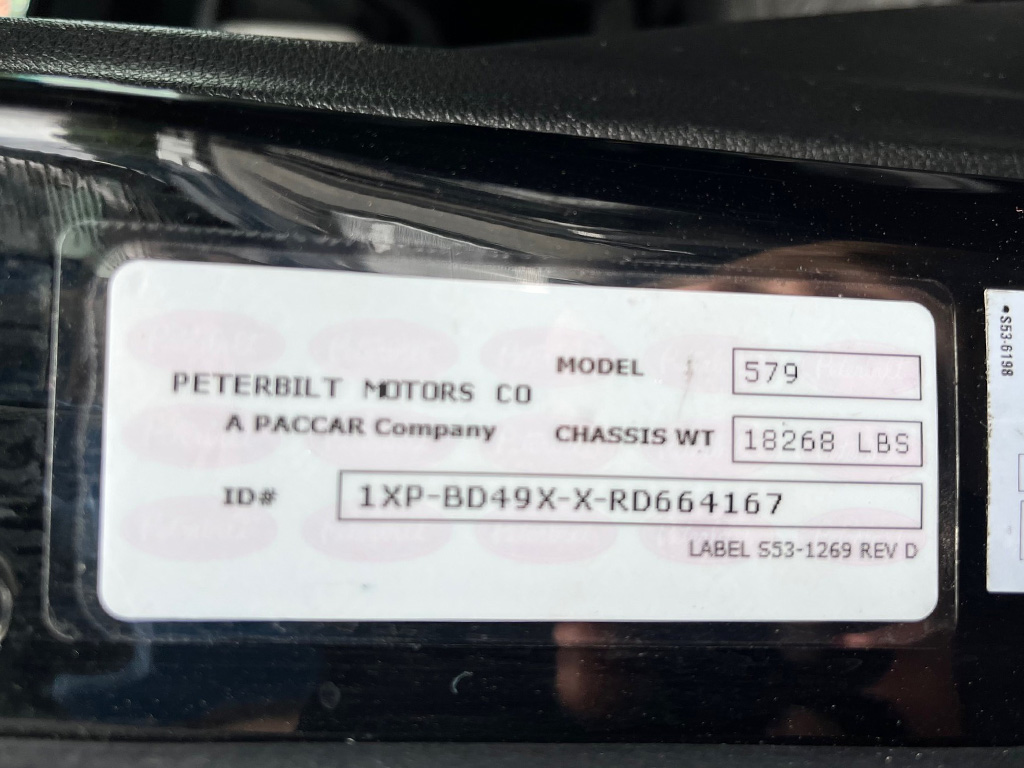 PETERBILT MOTORS CO
A PACCAR Company
MODEL 579
CHASSIS WT 18268 LBS
ID# 1XP-BD49X-X-RD664167
LABEL S53-1269 REV D
S53-6198